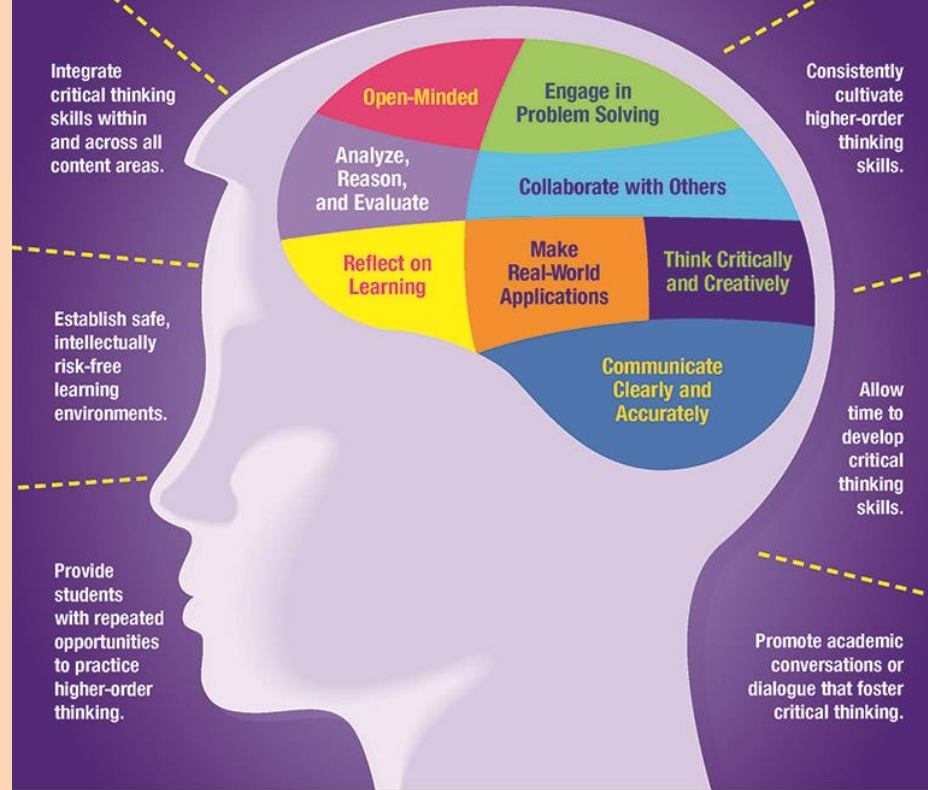 Integrate
critical thinking
skills within
and across all
content areas.
Establish safe,
intellectually
risk-free
learning
environments.
Provide
students
with repeated
opportunities
to practice
higher-order
thinking.
Open-Minded
Engage in
Problem Solving
Analyze,
Reason,
and Evaluate
Collaborate with Others
Reflect on
Learning
Make
Real-World
Applications
Think Critically
and Creatively
Communicate
Clearly and
Accurately
Consistently
cultivate
higher-order
thinking
skills.
Allow
time to
develop
critical
thinking
skills.
Promote academic
conversations or
dialogue that foster
critical thinking.